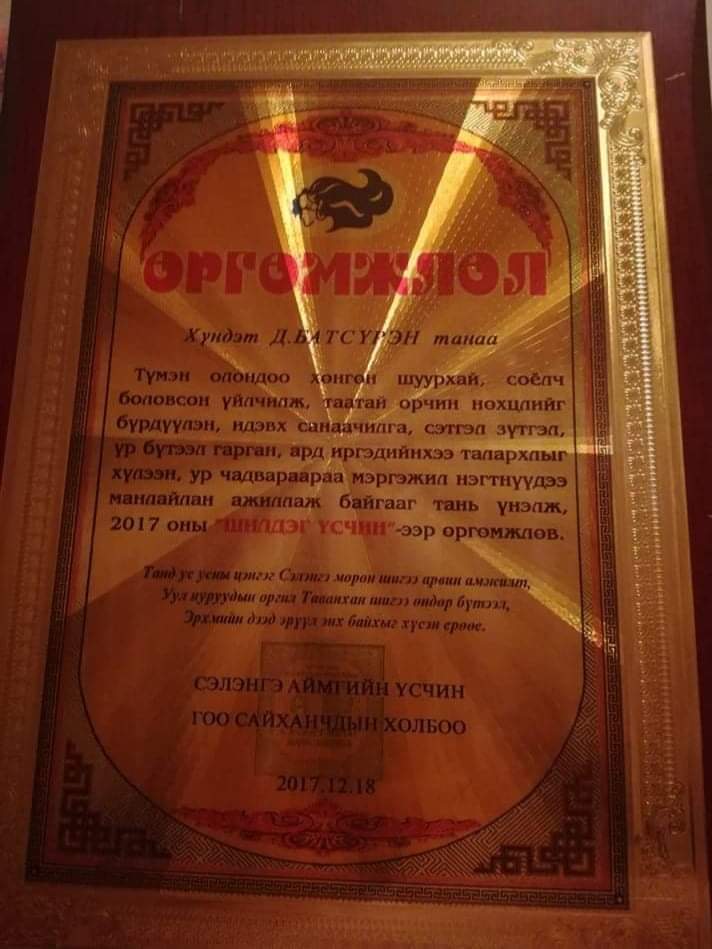 ӨРГӨМЖЛӨЛ
Хүндэт Д.БАТСҮРЭН танаа
Түмэн олондоо хөнгөн шуурхай, соёлч
боловсон үйлчилж, таатай орчин нөхцлийг
бүрдүүлэн, идэвх санаачилга, сэтгэл зүтгэл,
үр бүтээл гарган, ард иргэдийнхээ талархлыг
хүлээн, ур чадвараараа мэргэжил нэгтнүүдээ
манлайлан ажиллаж байгааг тань үнэлж,
2017 оны "ШИЛДЭГ ҮСЧИН"-ээр өргөмжлөв.
Танд ус усны цэнгэг Сэлэнгэ мөрөн шигээ арвин амжилт,
Уул нуруудын оргил Таванхан шигээ өндөр бүтээл,
Эрхмийн дээд эрүүл энх байхыг хүсэн ерөөе.
СЭЛЭНГЭ АЙМГИЙН ҮСЧИН
ГОО САЙХАНЧДЫН ХОЛБОО
2017.12.18